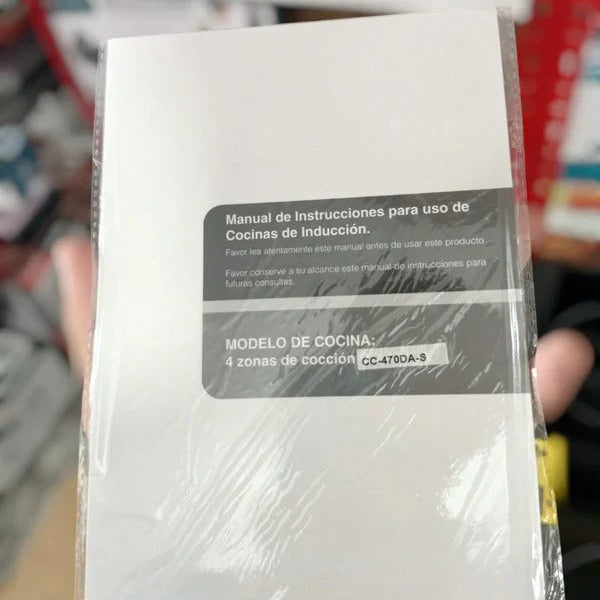 Manual de Instrucciones para uso de
Cocinas de Inducción.
Favor lea atentamente este manual antes de usar este producto.
Favor conserve a su alcance este manual de instrucciones para
futuras consultas.
MODELO DE COCINA:
4 zonas de cocción CC-470DA-S